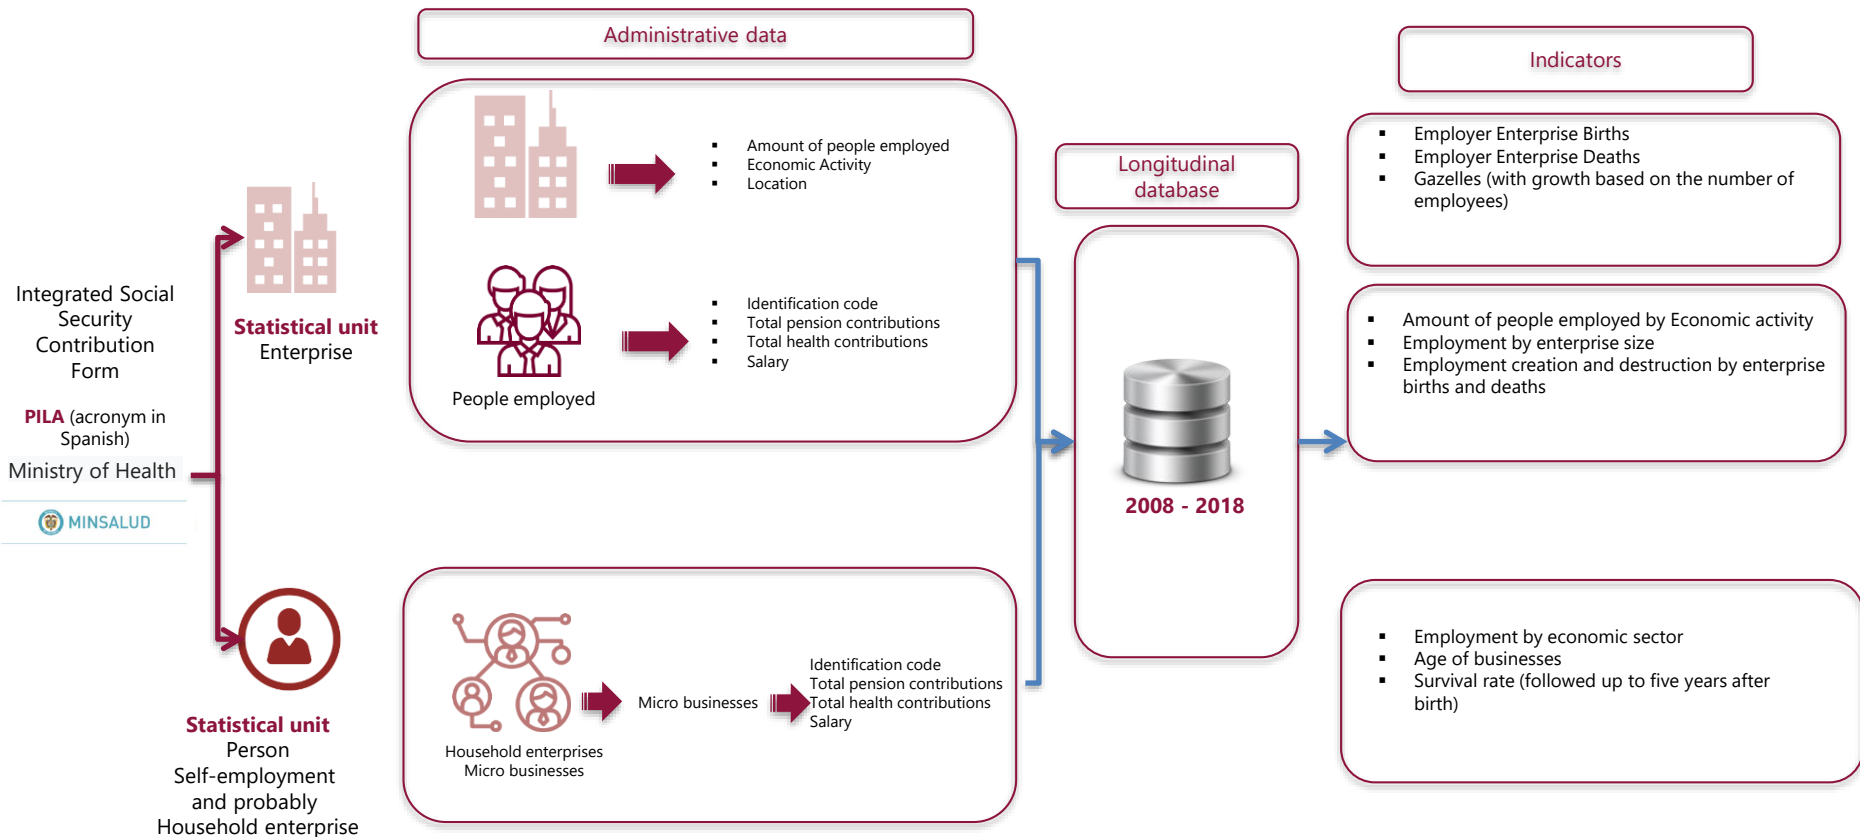 Administrative data
Indicators
Integrated Social
Security
Contribution
Form
PILA (acronym in
Spanish)
Ministry of Health
MINSALUD
Statistical unit
Enterprise
Statistical unit
Person
Self-employment
and probably
Household enterprise
▪ Amount of people employed
▪ Economic Activity
▪ Location
People employed
▪ Identification code
▪ Total pension contributions
▪ Total health contributions
▪ Salary
Household enterprises
Micro businesses
Micro businesses
Identification code
Total pension contributions
Total health contributions
Salary
Longitudinal
database
2008 - 2018
▪ Employer Enterprise Births
▪ Employer Enterprise Deaths
▪ Gazelles (with growth based on the number of
employees)
▪ Amount of people employed by Economic activity
▪ Employment by enterprise size
▪ Employment creation and destruction by enterprise
births and deaths
▪ Employment by economic sector
▪ Age of businesses
▪ Survival rate (followed up to five years after
birth)